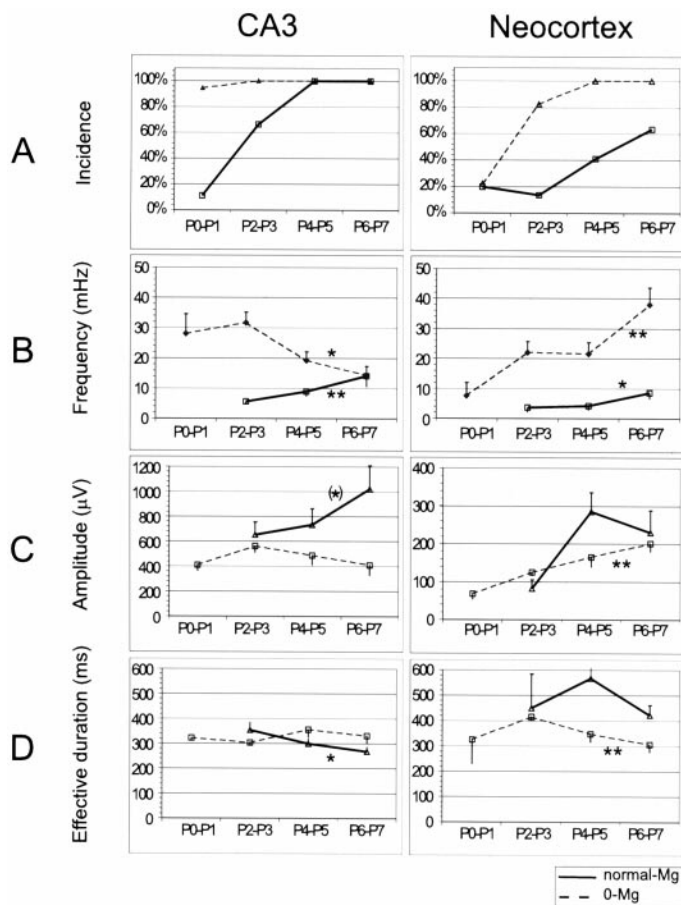 CA3 Neocortex
A
Incidence
100% 100%
80% 80%
60% 60%
40% 40%
20% 20%
0% 0%
P0-P1 P2-P3 P4-P5 P6-P7 P0-P1 P2-P3 P4-P5 P6-P7
B
Frequency (mHz)
50 50
40 40
30 30
20 20
10 10
0 0
* **
** *
P0-P1 P2-P3 P4-P5 P6-P7 P0-P1 P2-P3 P4-P5 P6-P7
C
Amplitude (µV)
1200 400
1000 300
800 200
600 100
400 0
200
0
(*) **
P0-P1 P2-P3 P4-P5 P6-P7 P0-P1 P2-P3 P4-P5 P6-P7
D
Effective duration (ms)
600 600
500 500
400 400
300 300
200 200
100 100
0 0
* **
P0-P1 P2-P3 P4-P5 P6-P7 P0-P1 P2-P3 P4-P5 P6-P7
normal-Mg
0-Mg